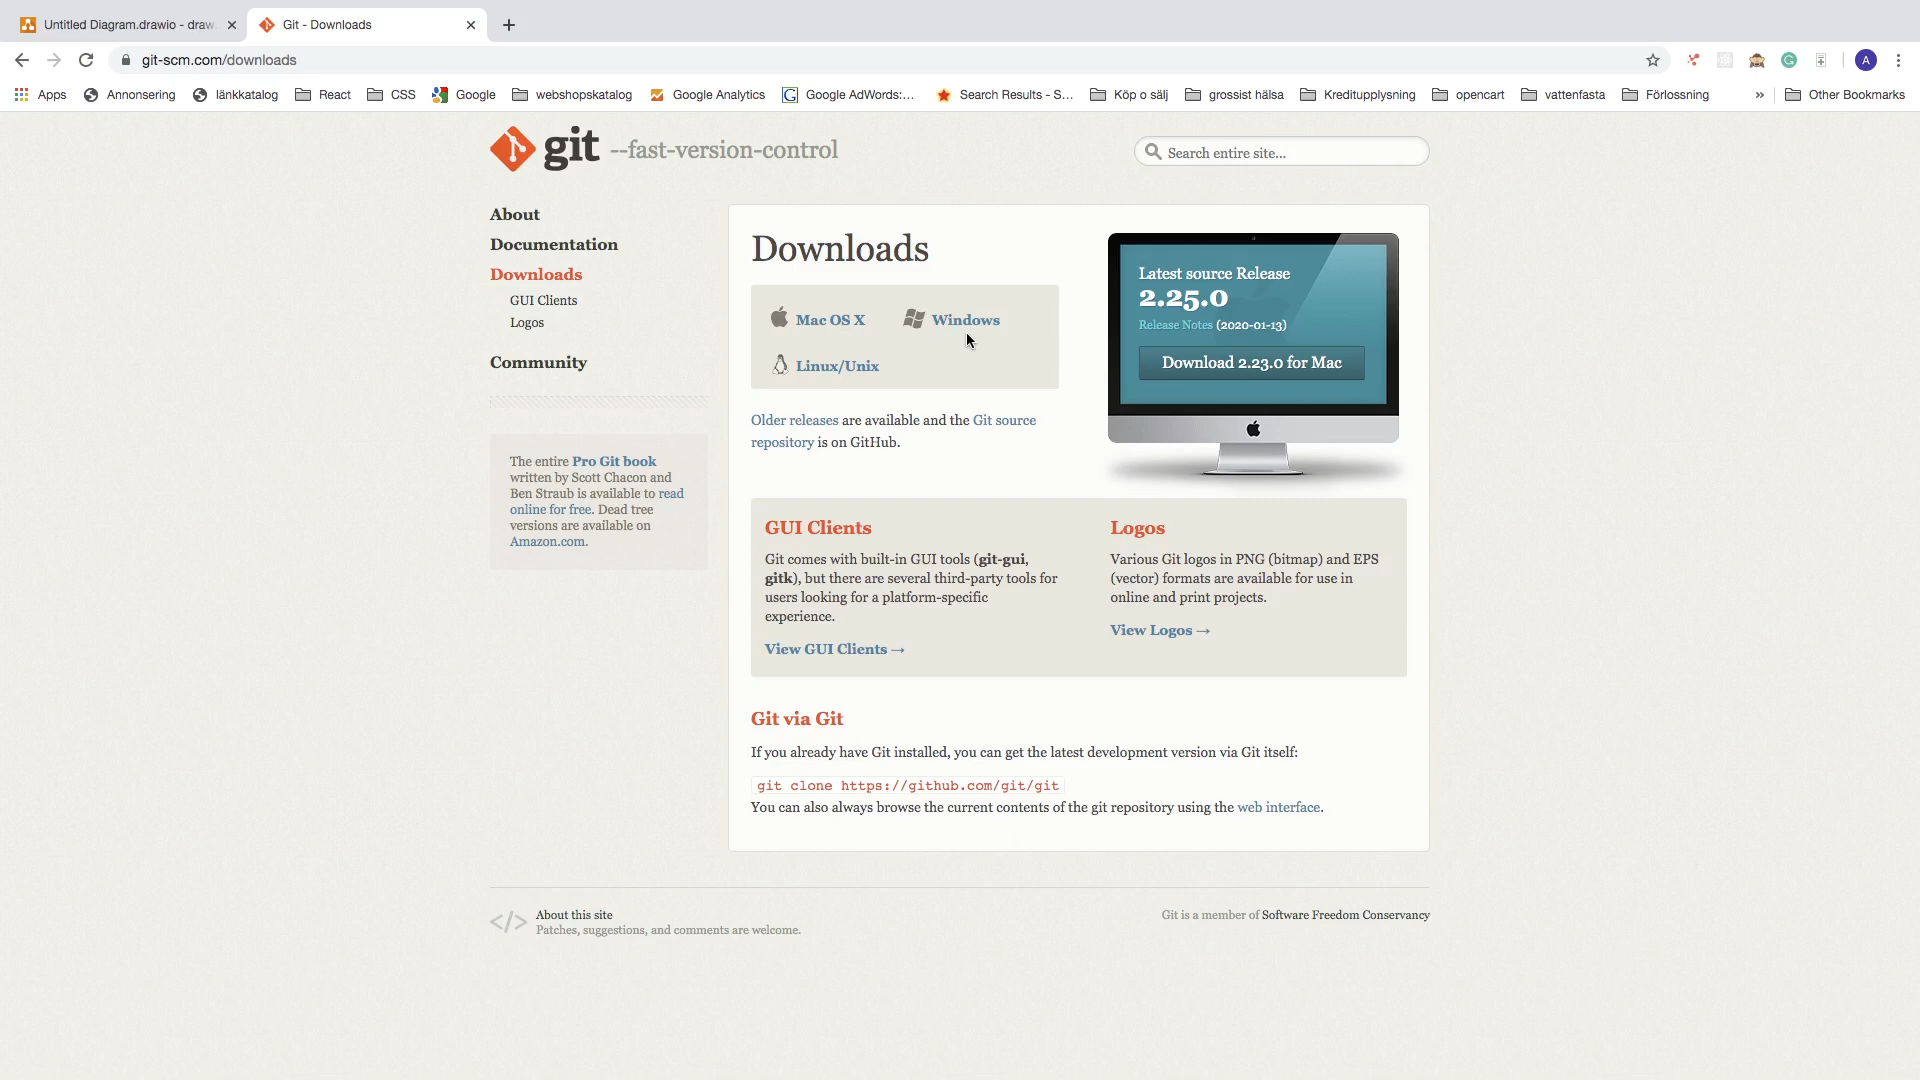 Untitled Diagram.drawio - draw
Git - Downloads
git-scm.com/downloads
A
Apps
Annonsering
länkkatalog
React
CSS
Google
webshopskatalog
Google Analytics
Google AdWords:...
Search Results - S...
Köp o sälj
grossist hälsa
Kreditupplysning
opencart
vattenfasta
Förlossning
»
Other Bookmarks
git --fast-version-control
Search entire site...
About
Documentation
Downloads
GUI Clients
Logos
Community
The entire Pro Git book
written by Scott Chacon and
Ben Straub is available to read
online for free. Dead tree
versions are available on
Amazon.com.
Downloads
Mac OS X
Windows
Linux/Unix
Older releases are available and the Git source
repository is on GitHub.
Latest source Release
2.25.0
Release Notes (2020-01-13)
Download 2.23.0 for Mac
GUI Clients
Git comes with built-in GUI tools (git-gui,
gitk), but there are several third-party tools for
users looking for a platform-specific
experience.
View GUI Clients →
Logos
Various Git logos in PNG (bitmap) and EPS
(vector) formats are available for use in
online and print projects.
View Logos →
Git via Git
If you already have Git installed, you can get the latest development version via Git itself:
git clone https://github.com/git/git
You can also always browse the current contents of the git repository using the web interface.
</>
About this site
Patches, suggestions, and comments are welcome.
Git is a member of Software Freedom Conservancy